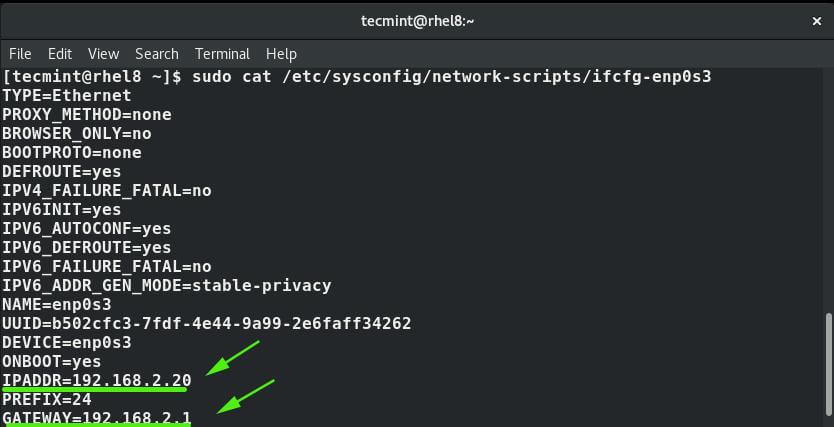 tecmint@rhel8:~
File Edit View Search Terminal Help
[tecmint@rhel8 ~]$ sudo cat /etc/sysconfig/network-scripts/ifcfg-enp0s3
TYPE=Ethernet
PROXY_METHOD=none
BROWSER_ONLY=no
BOOTPROTO=none
DEFROUTE=yes
IPV4_FAILURE_FATAL=no
IPV6INIT=yes
IPV6_AUTOCONF=yes
IPV6_DEFROUTE=yes
IPV6_FAILURE_FATAL=no
IPV6_ADDR_GEN_MODE=stable-privacy
NAME=enp0s3
UUID=b502cfc3-7fdf-4e44-9a99-2e6faff34262
DEVICE=enp0s3
ONBOOT=yes
IPADDR=192.168.2.20
PREFIX=24
GATEWAY=192.168.2.1